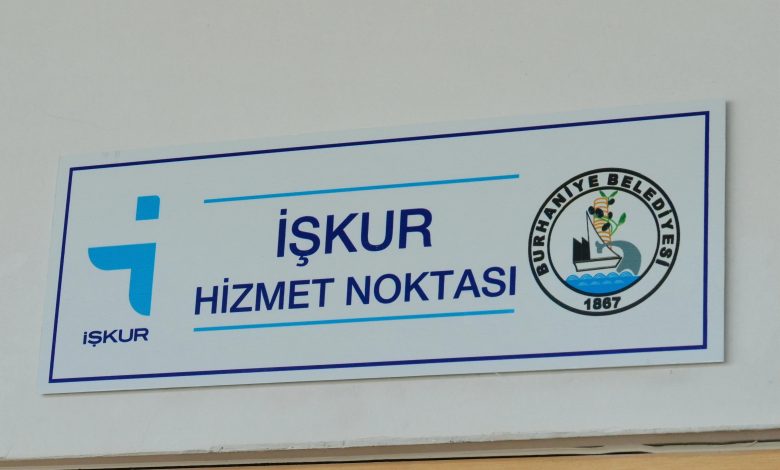 İŞKUR
HİZMET NOKTASI
İŞKUR
BURHANİYE BELEDİYESİ
1867